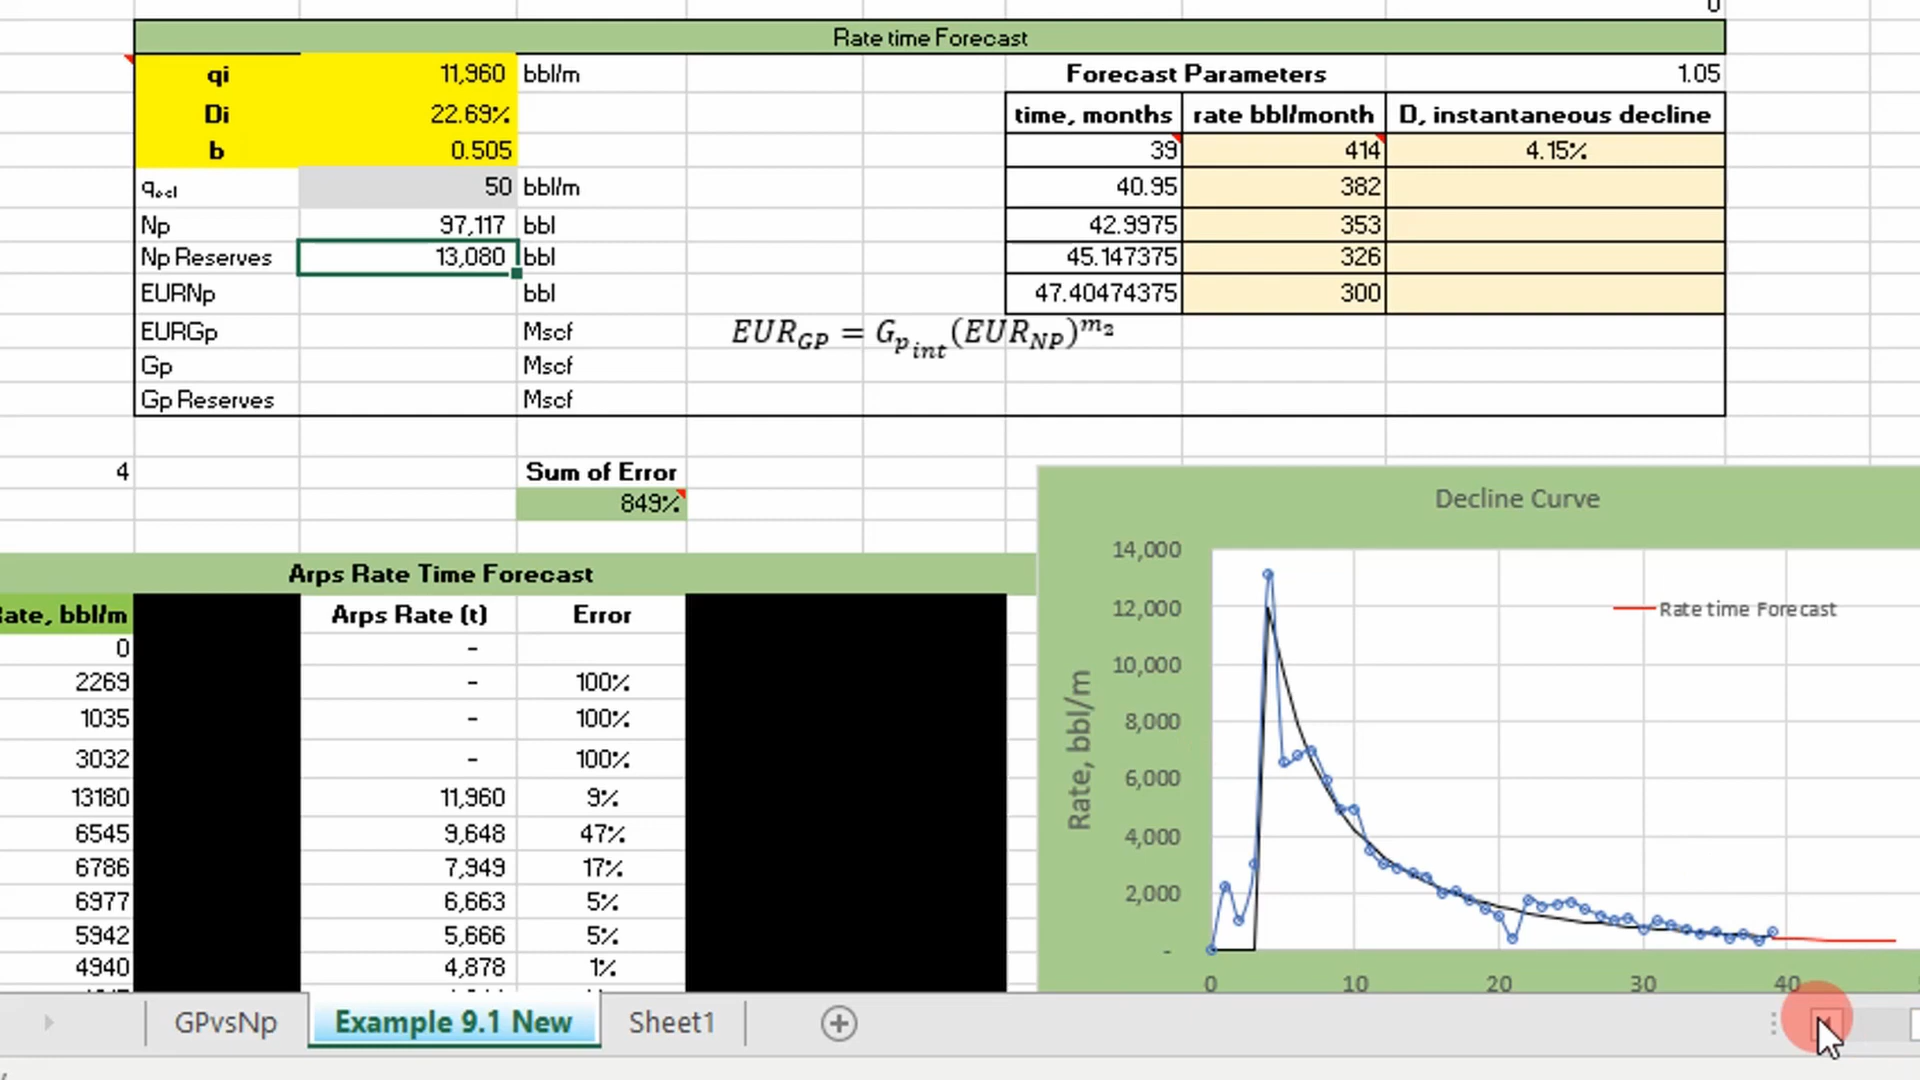 0
Rate time Forecast
qi 11,960 bbl/m Forecast Parameters 1.05
Di 22.69% time, months rate bbl/month D, instantaneous decline
b 0.505 39 414 4.15%
50 bbl/m 40.95 382
Np 97,117 bbl 42.9975 353
Np Reserves 13,080 bbl 45.147375 326
EURNp bbl 47.40474375 300
EURGp Mscf EUR_GP = G_p_int (EUR_NP)^m₂
Gp Mscf
Gp Reserves Mscf
4 Sum of Error
849%
Decline Curve
Arps Rate Time Forecast
Rate, bbl/m Arps Rate (t) Error
0 -
2269 - 100%
1035 - 100%
3032 - 100%
13180 11,960 9%
6545 9,648 47%
6786 7,949 17%
6977 6,663 5%
5942 5,666 5%
4940 4,878 1%
14,000
12,000
10,000
8,000
6,000
4,000
2,000
-
Rate, bbl/m
Rate time Forecast
0 10 20 30 40
GPvsNp Example 9.1 New Sheet1